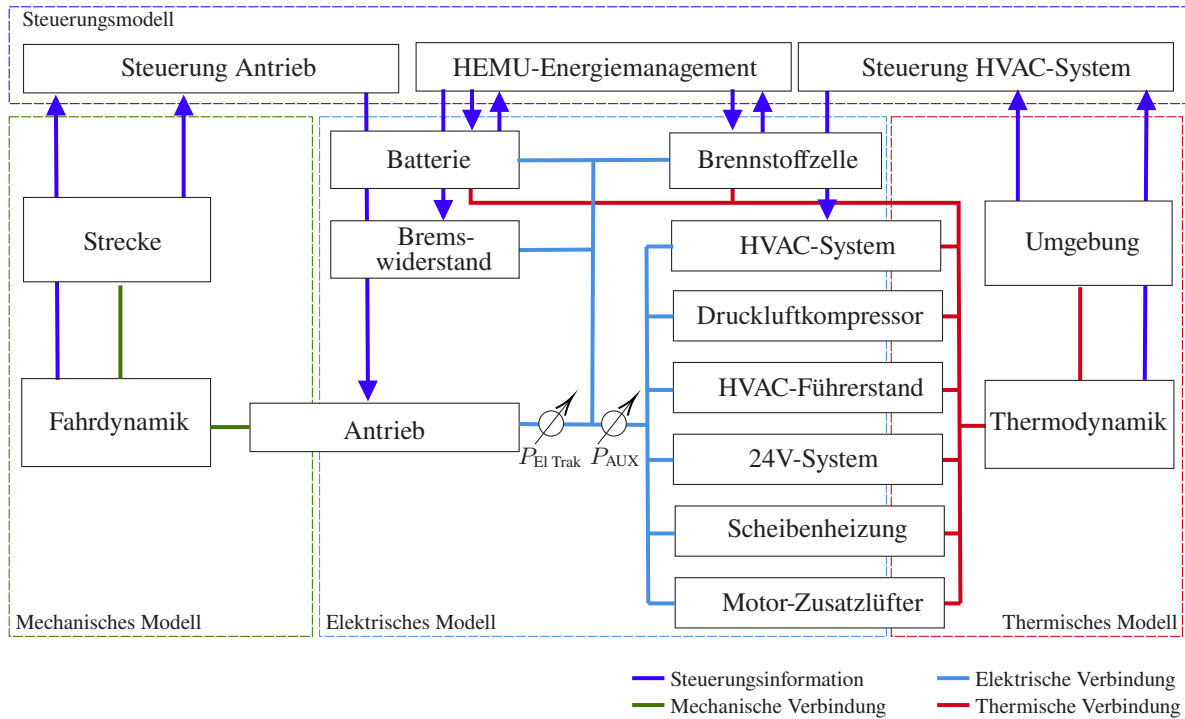 Steuerungsmodell
Steuerung Antrieb
HEMU-Energiemanagement
Steuerung HVAC-System
Batterie
Brennstoffzelle
Strecke
Brems-
widerstand
HVAC-System
Umgebung
Druckluftkompressor
HVAC-Führerstand
Fahrdynamik
Antrieb
Thermodynamik
P_El Trak
P_AUX
24V-System
Scheibenheizung
Motor-Zusatzlüfter
Mechanisches Modell
Elektrisches Modell
Thermisches Modell
Steuerungsinformation
Elektrische Verbindung
Mechanische Verbindung
Thermische Verbindung